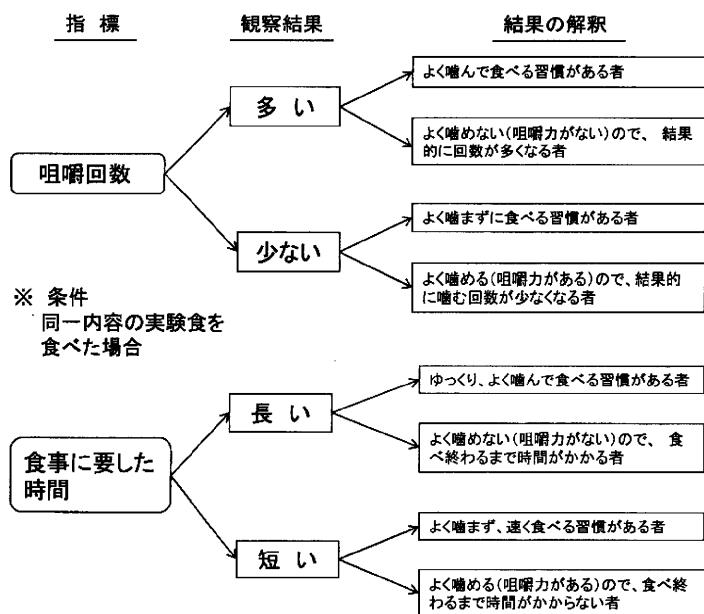 指 標 観察結果 結果の解釈
よく噛んで食べる習慣がある者
多 い
よく噛めない(咀嚼力がない)ので、 結果
的に回数が多くなる者
咀嚼回数
よく噛まずに食べる習慣がある者
少ない
よく噛める(咀嚼力がある)ので、結果的
に噛む回数が少なくなる者
※ 条件
同一内容の実験食を
食べた場合
ゆっくり、よく噛んで食べる習慣がある者
長 い
よく噛めない(咀嚼力がない)ので、 食
べ終わるまで時間がかかる者
食事に要した
時間
よく噛まず、速く食べる習慣がある者
短 い
よく噛める(咀嚼力がある)ので、食べ終
わるまで時間がかからない者